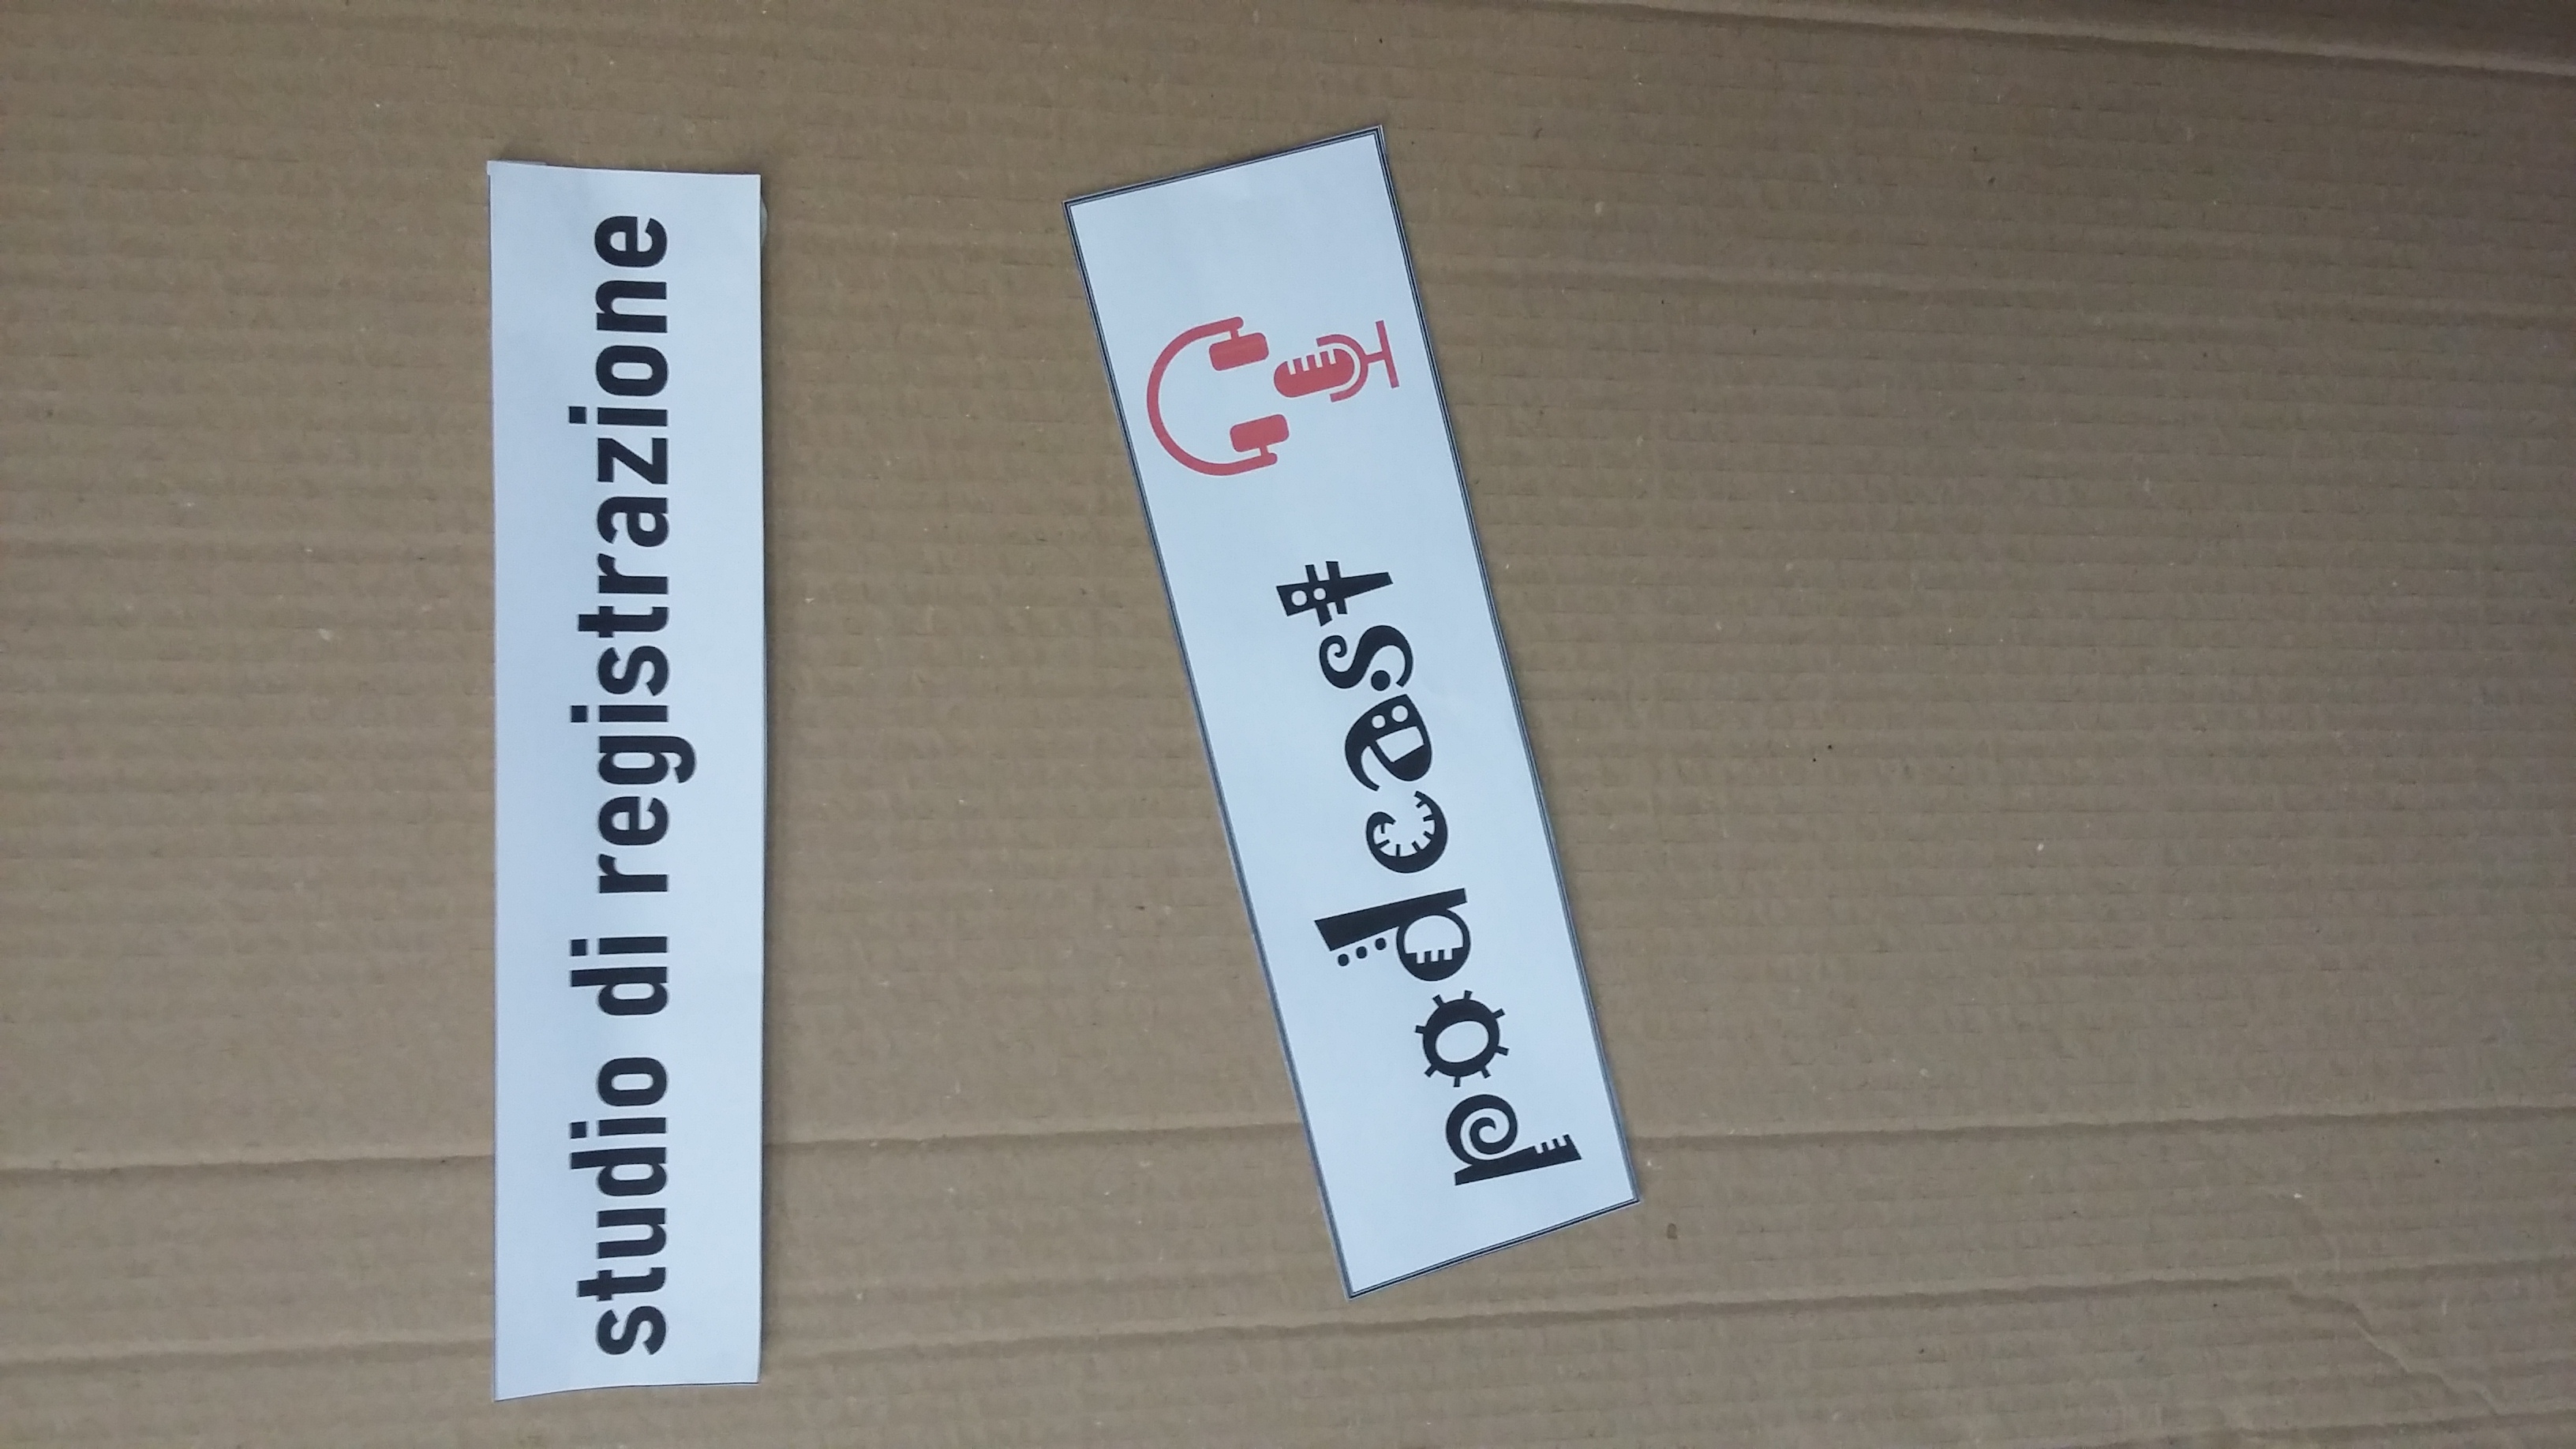 studio di registrazione
podcast